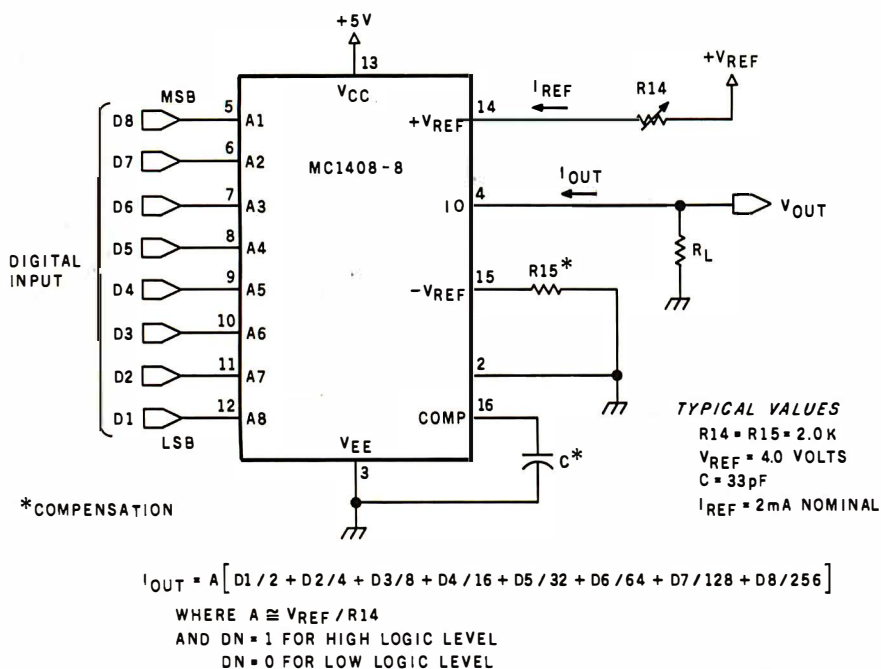 +5V
13
VCC
MSB
D8 5 A1
D7 6 A2
D6 7 A3
D5 8 A4
D4 9 A5
D3 10 A6
D2 11 A7
D1 12 A8
LSB
DIGITAL
INPUT
MC1408-8
+VREF 14
IREF
R14
+VREF
IO 4
IOUT
VOUT
RL
-VREF 15
R15*
2
COMP 16
C*
VEE
3
*COMPENSATION
TYPICAL VALUES
R14 = R15 = 2.0K
VREF = 4.0 VOLTS
C = 33pF
IREF = 2mA NOMINAL
IOUT = A[D1/2 + D2/4 + D3/8 + D4/16 + D5/32 + D6/64 + D7/128 + D8/256]
WHERE A ≅ VREF/R14
AND DN = 1 FOR HIGH LOGIC LEVEL
DN = 0 FOR LOW LOGIC LEVEL